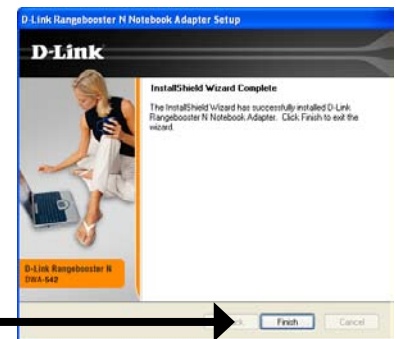 D-Link Rangebooster N Notebook Adapter Setup
D-Link
InstallShield Wizard Complete
The InstallShield Wizard has successfully installed D-Link
Rangebooster N Notebook Adapter. Click Finish to exit the
wizard.
D-Link Rangebooster N
DWA-642
Finish Cancel